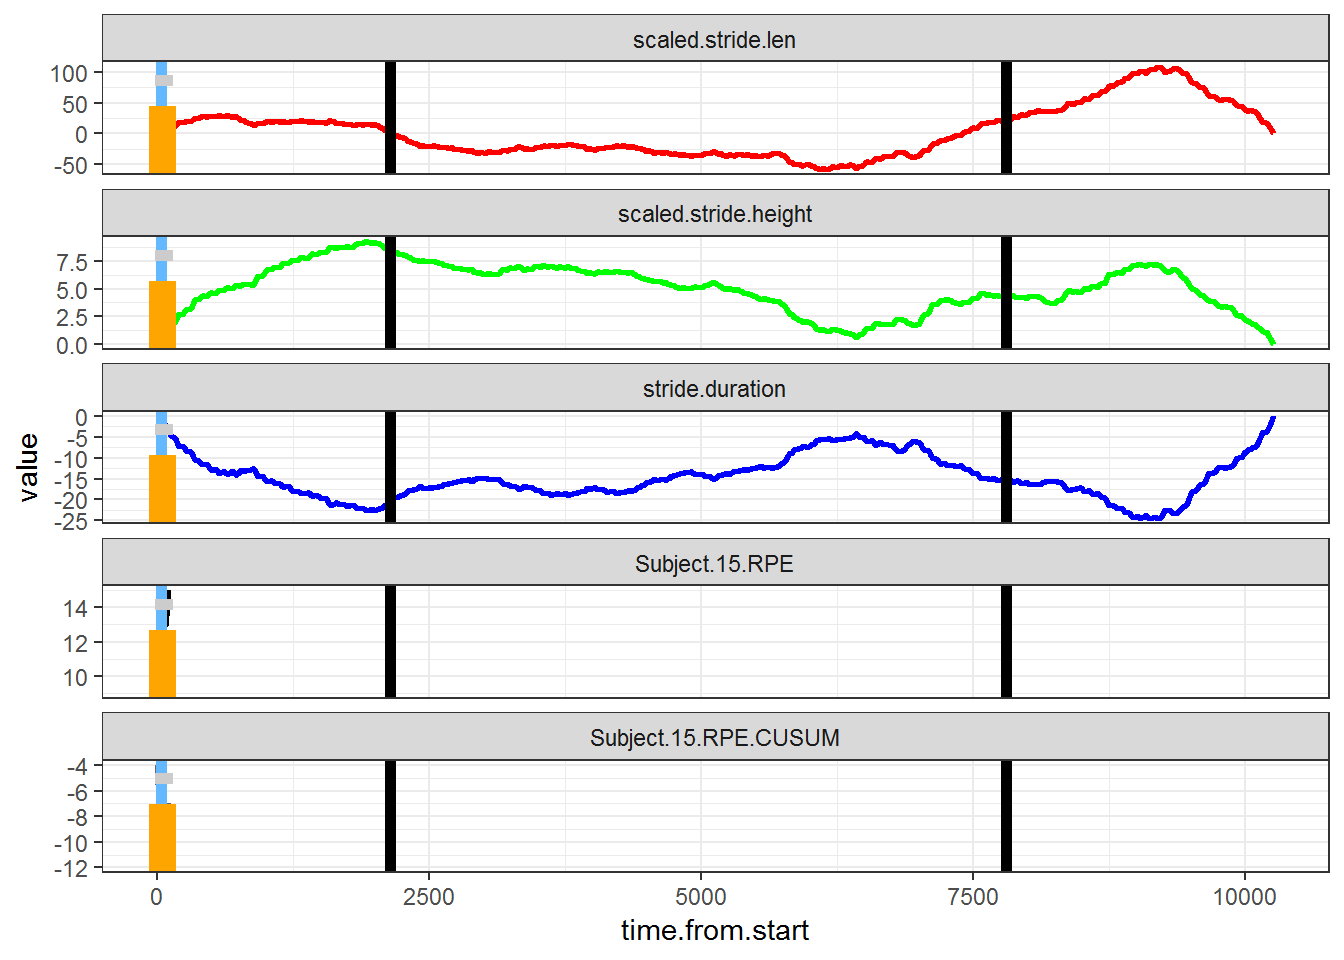 scaled.stride.len
100
50
0
-50
scaled.stride.height
7.5
5.0
2.5
0.0
stride.duration
0
-5
-10
-15
-20
-25
value
Subject.15.RPE
14
12
10
Subject.15.RPE.CUSUM
-4
-6
-8
-10
-12
0 2500 5000 7500 10000
time.from.start